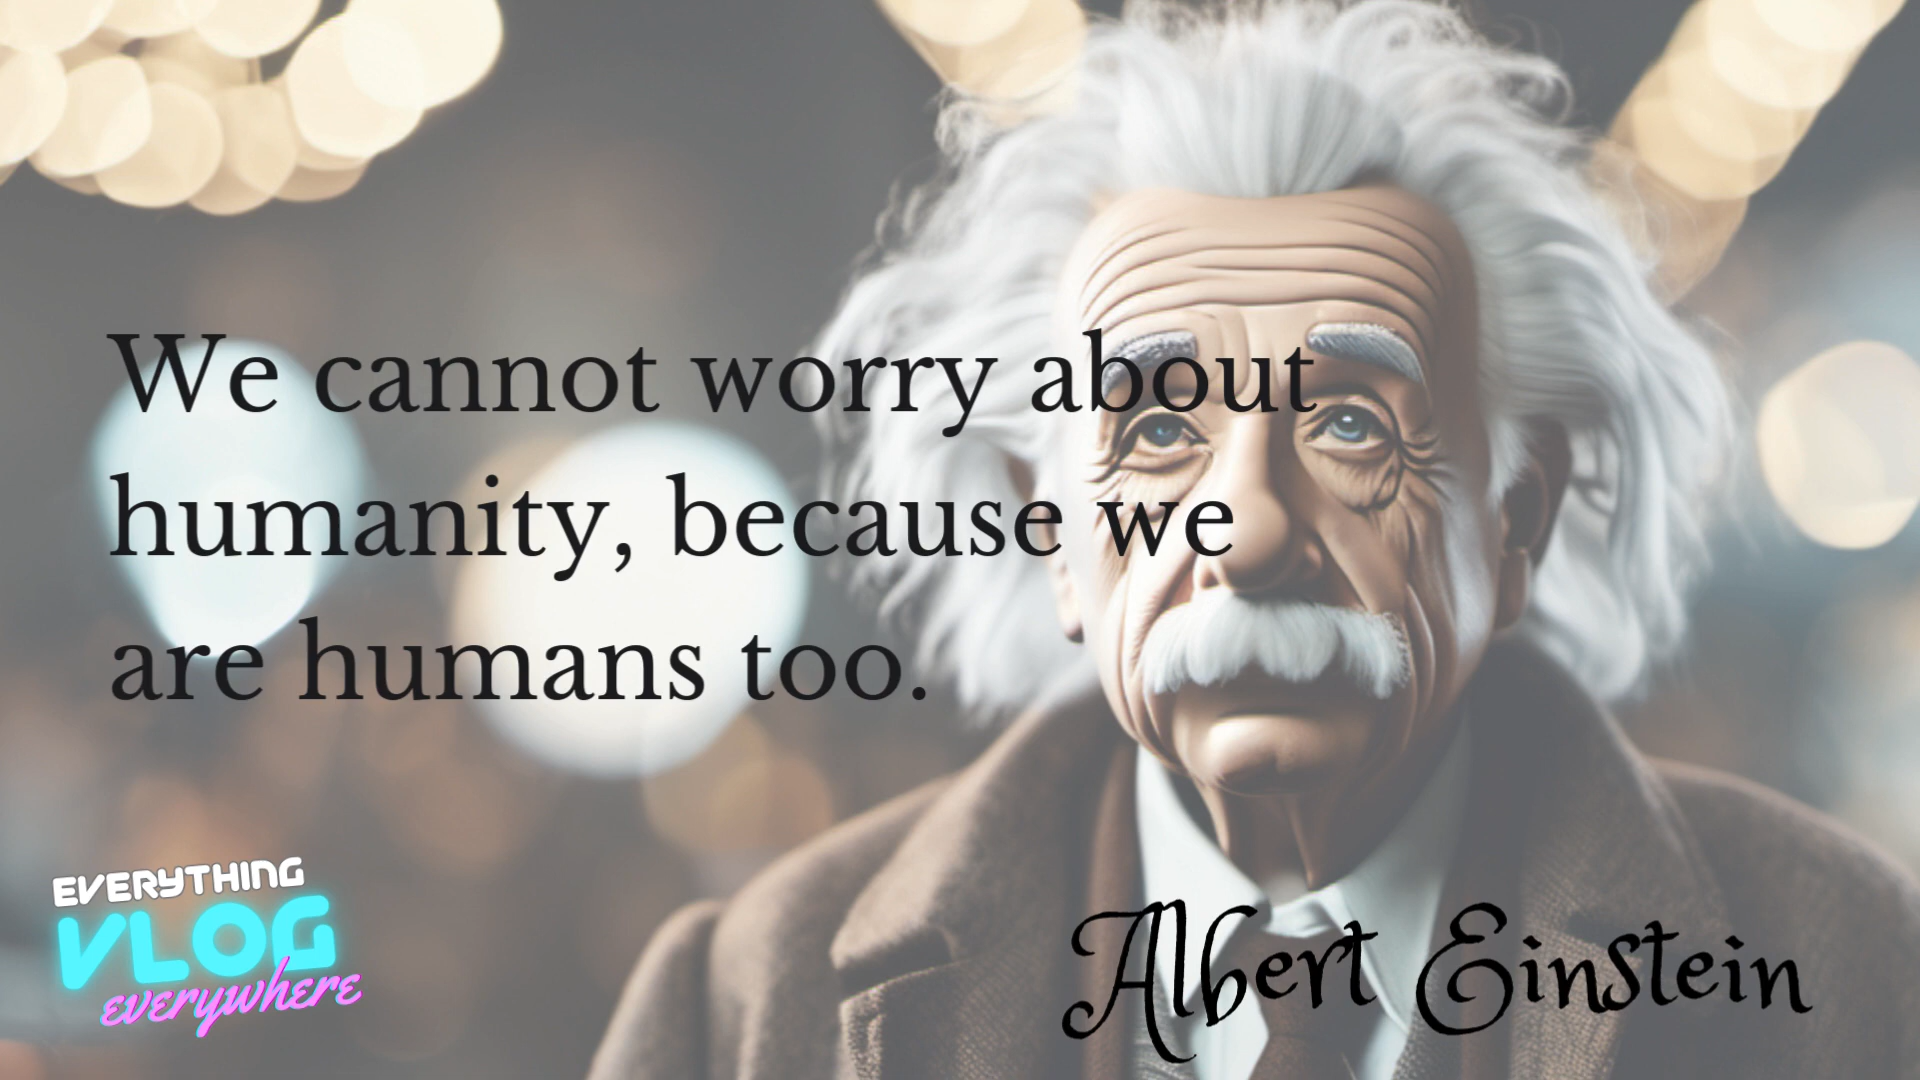 We cannot worry about
humanity, because we
are humans too.
EVERYTHING
VLOG
everywhere
Albert Einstein